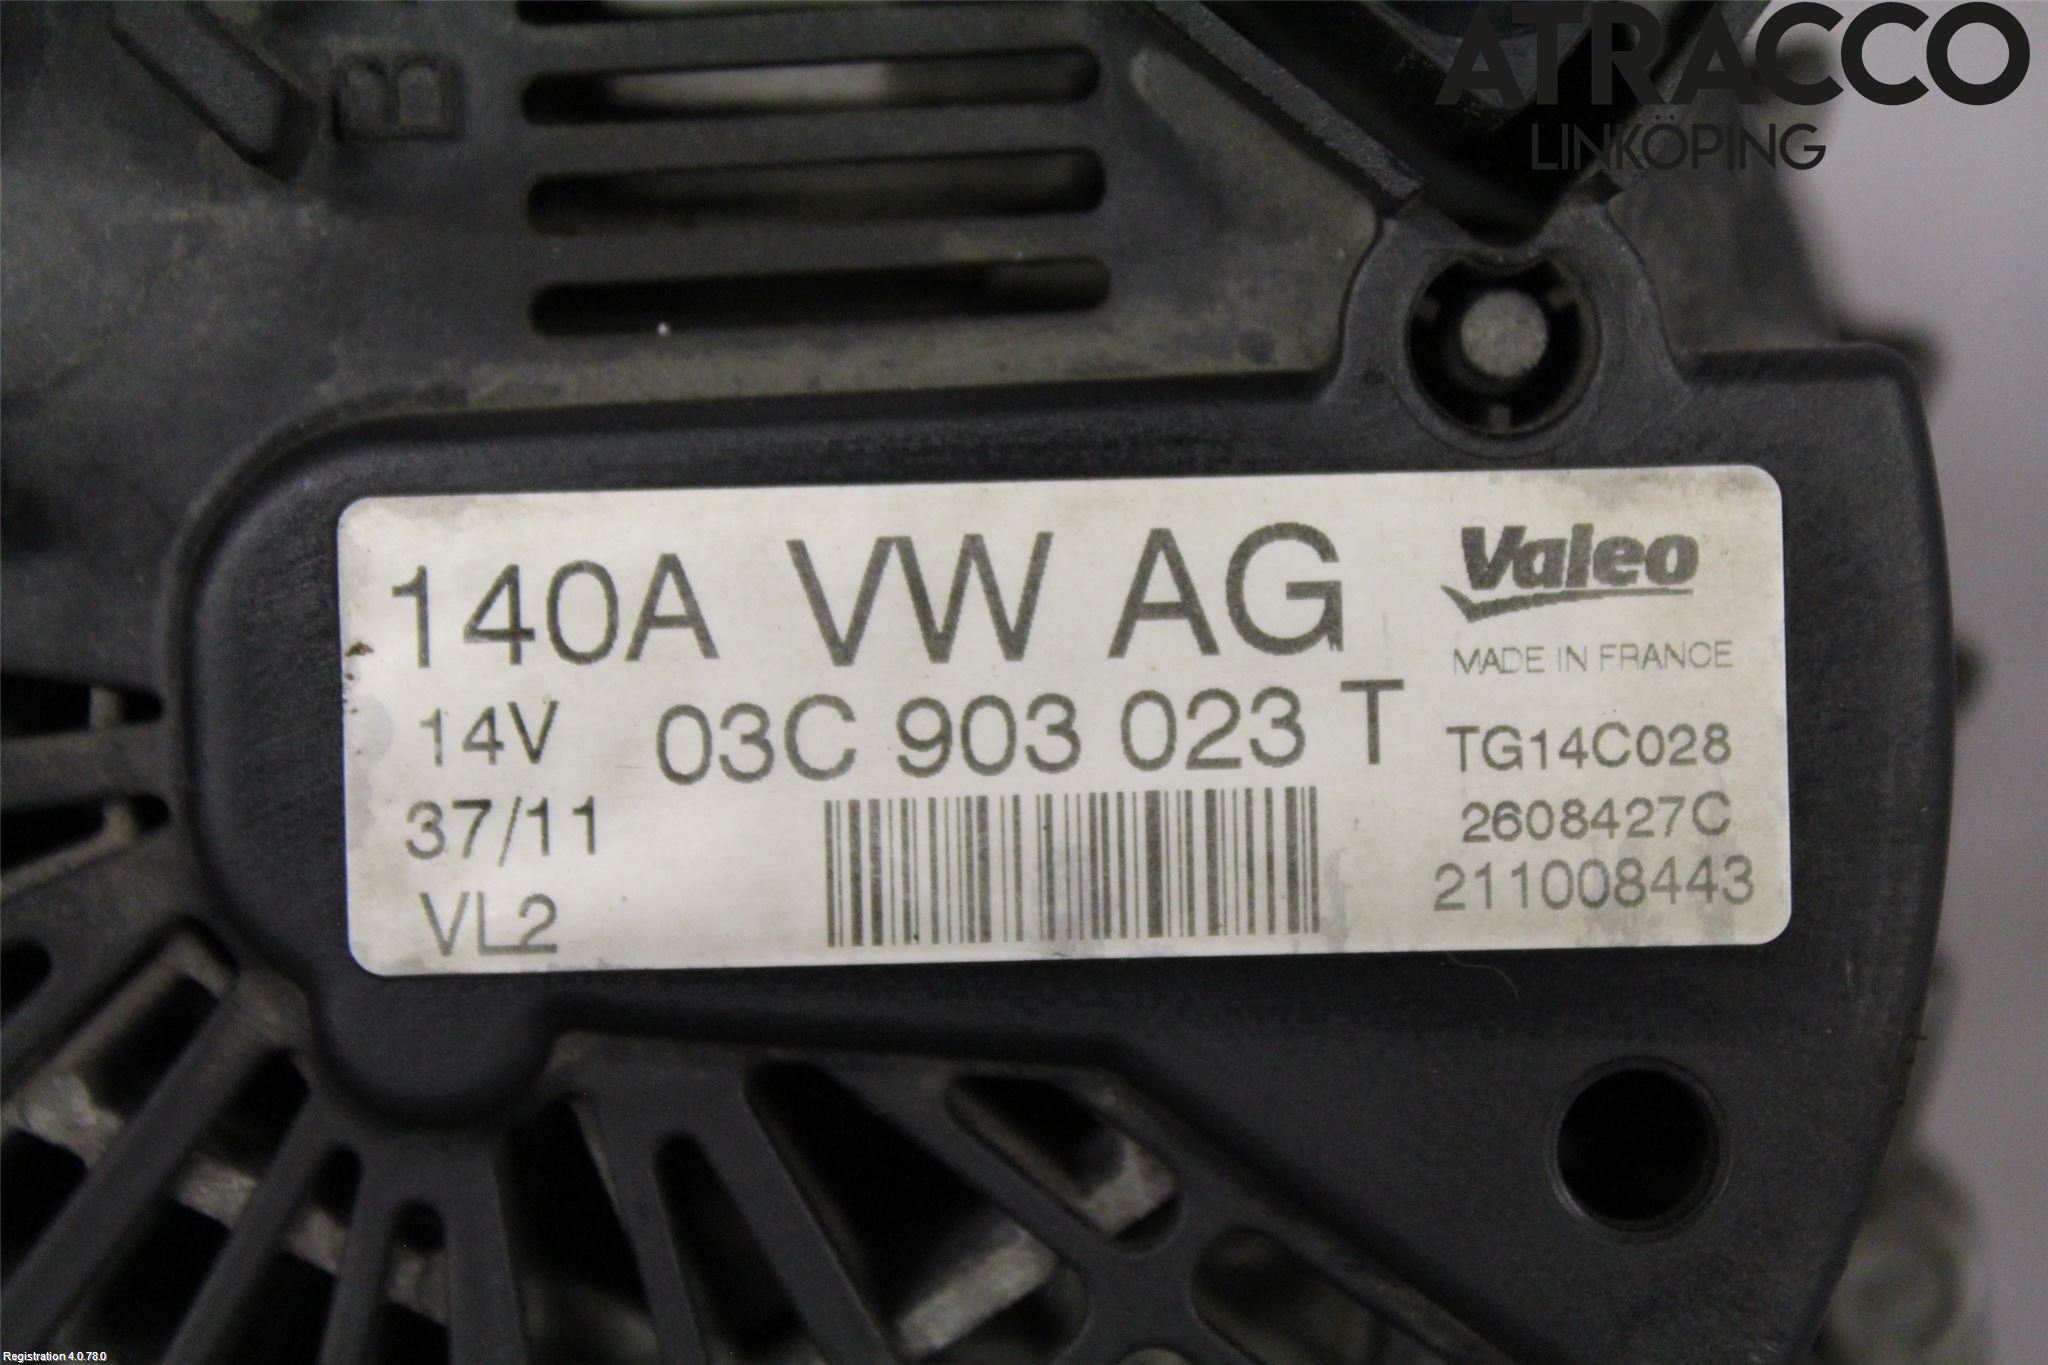 ATRACCO
LINKÖPING
B
140A VW AG
Valeo
MADE IN FRANCE
14V 03C 903 023 T TG14C028
37/11 2608427C
VL2 211008443
Registration 4.0.78.0